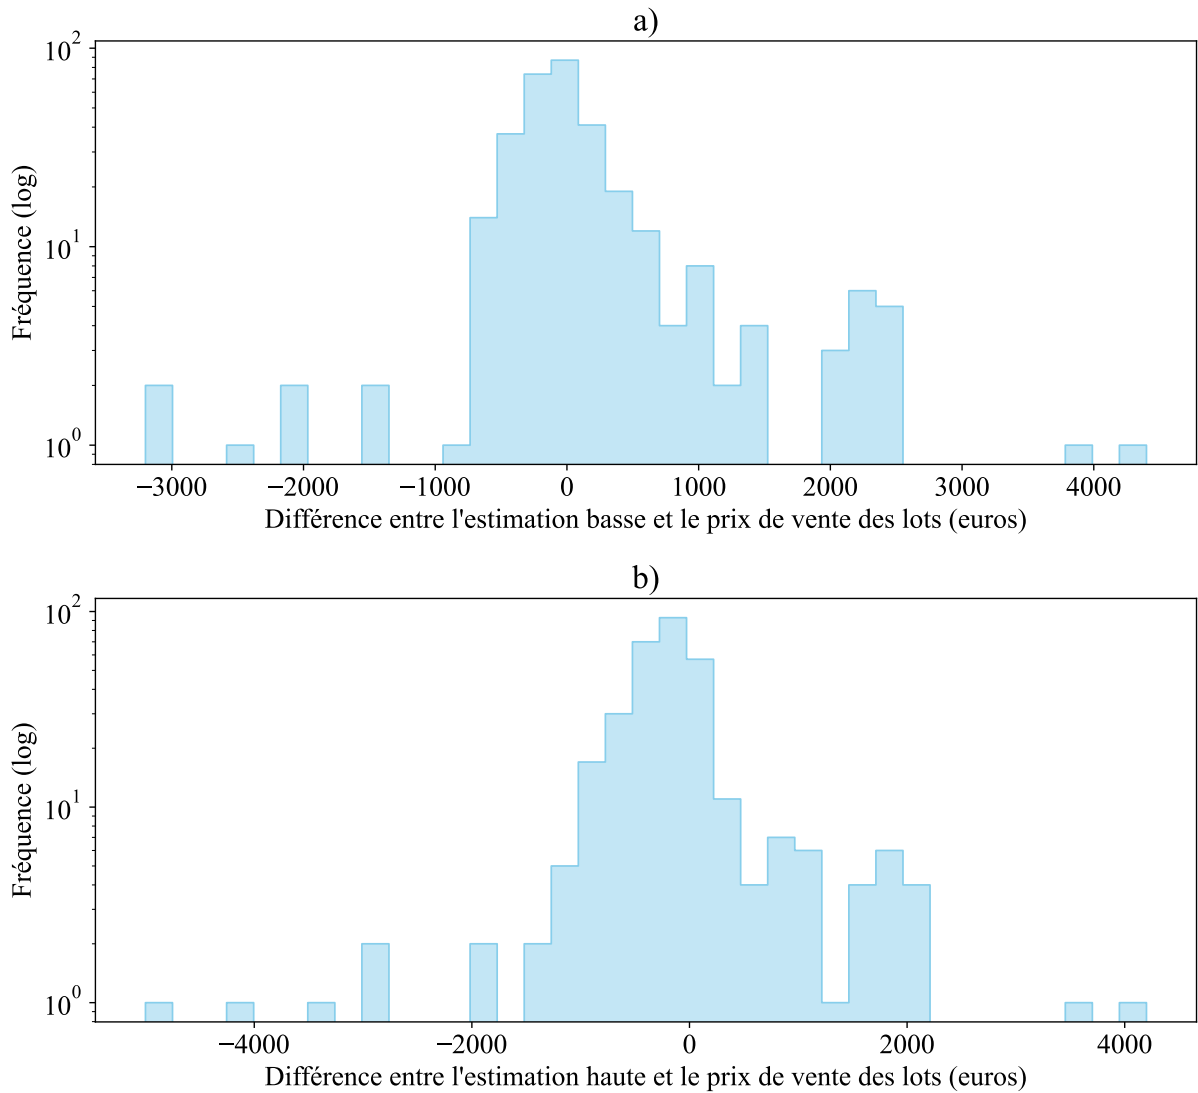 a)
10²
10¹
10⁰
Fréquence (log)
−3000 −2000 −1000 0 1000 2000 3000 4000
Différence entre l'estimation basse et le prix de vente des lots (euros)
b)
10²
10¹
10⁰
Fréquence (log)
−4000 −2000 0 2000 4000
Différence entre l'estimation haute et le prix de vente des lots (euros)